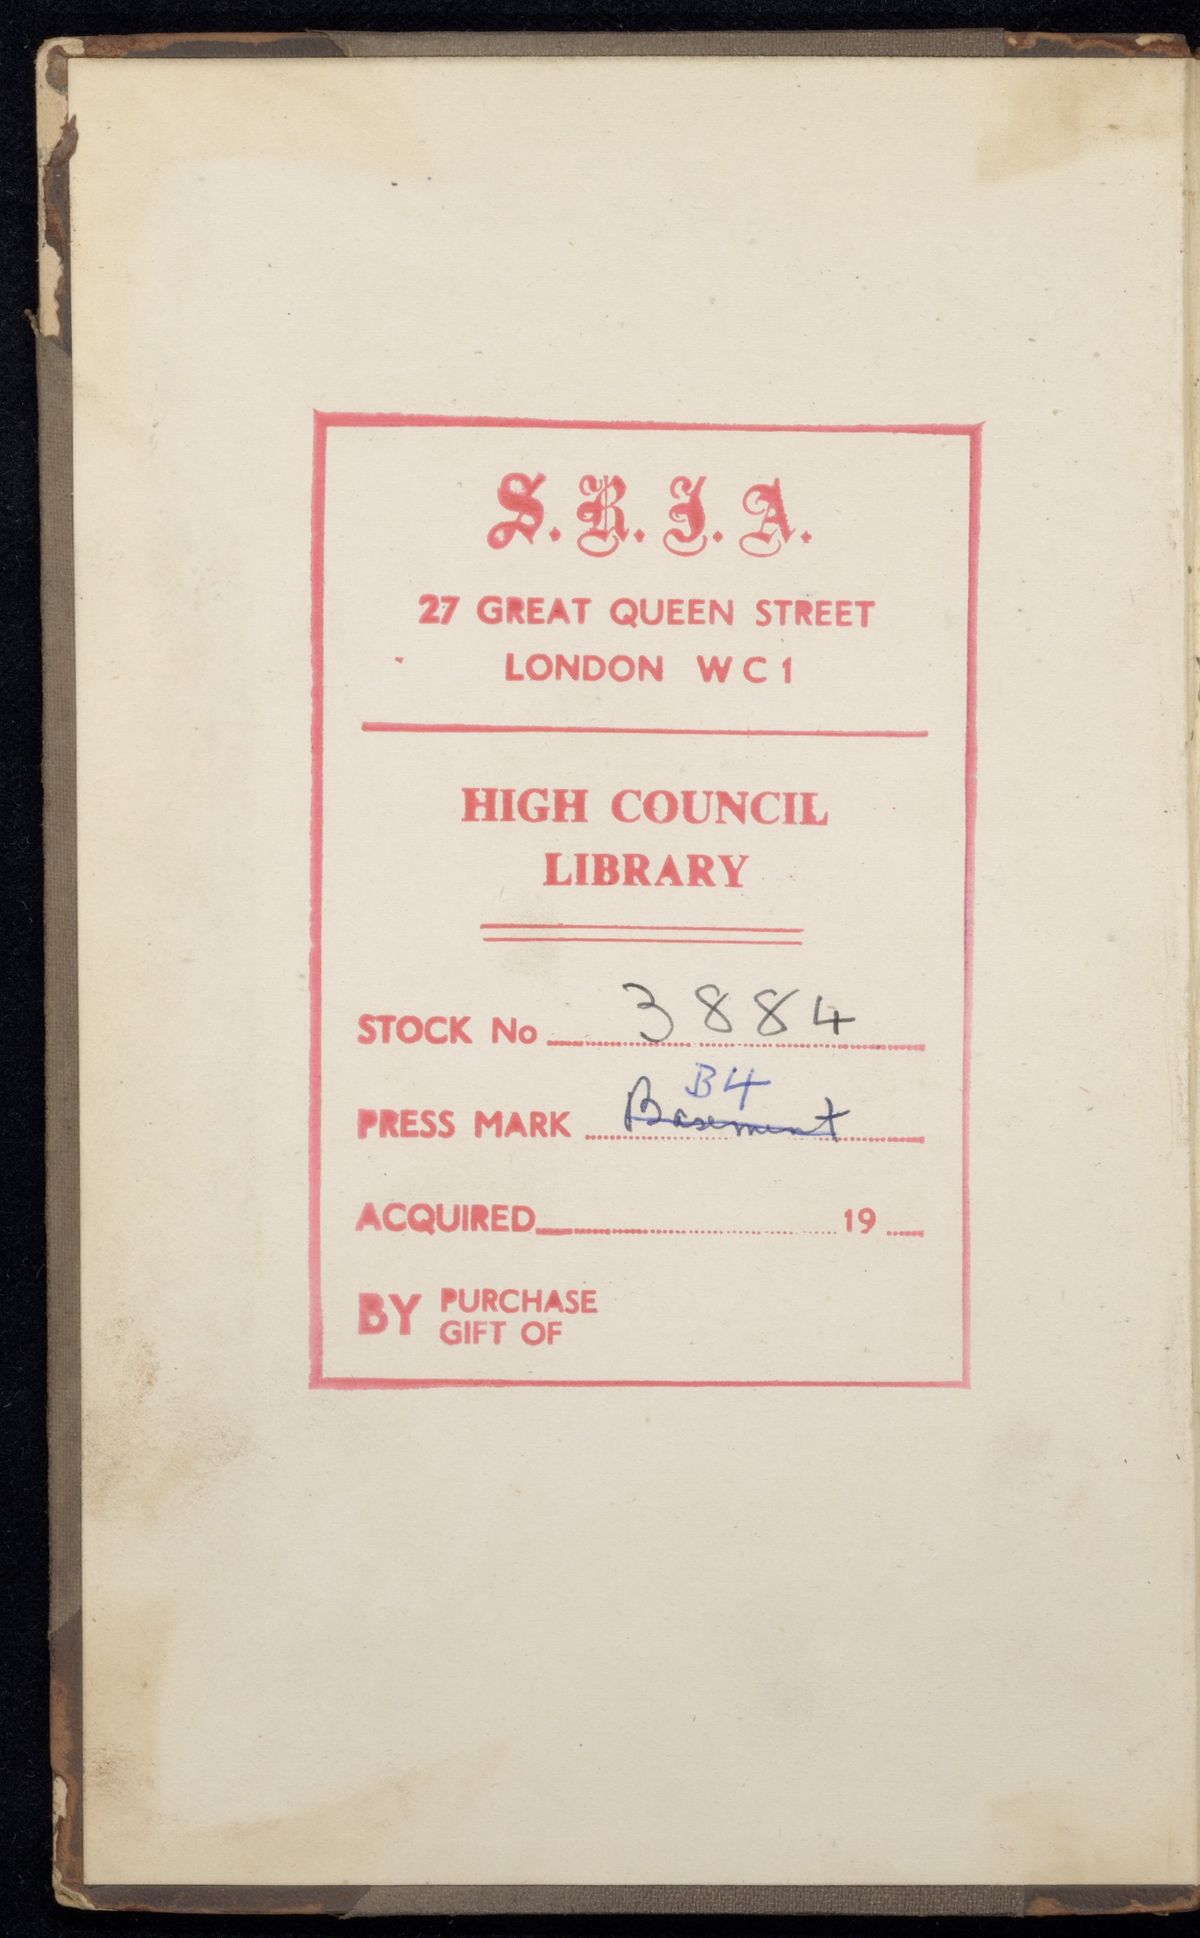 S.R.I.A.
27 GREAT QUEEN STREET
LONDON WC1
HIGH COUNCIL
LIBRARY
STOCK No 3884
B4
PRESS MARK Basement
ACQUIRED 19
BY PURCHASE
GIFT OF